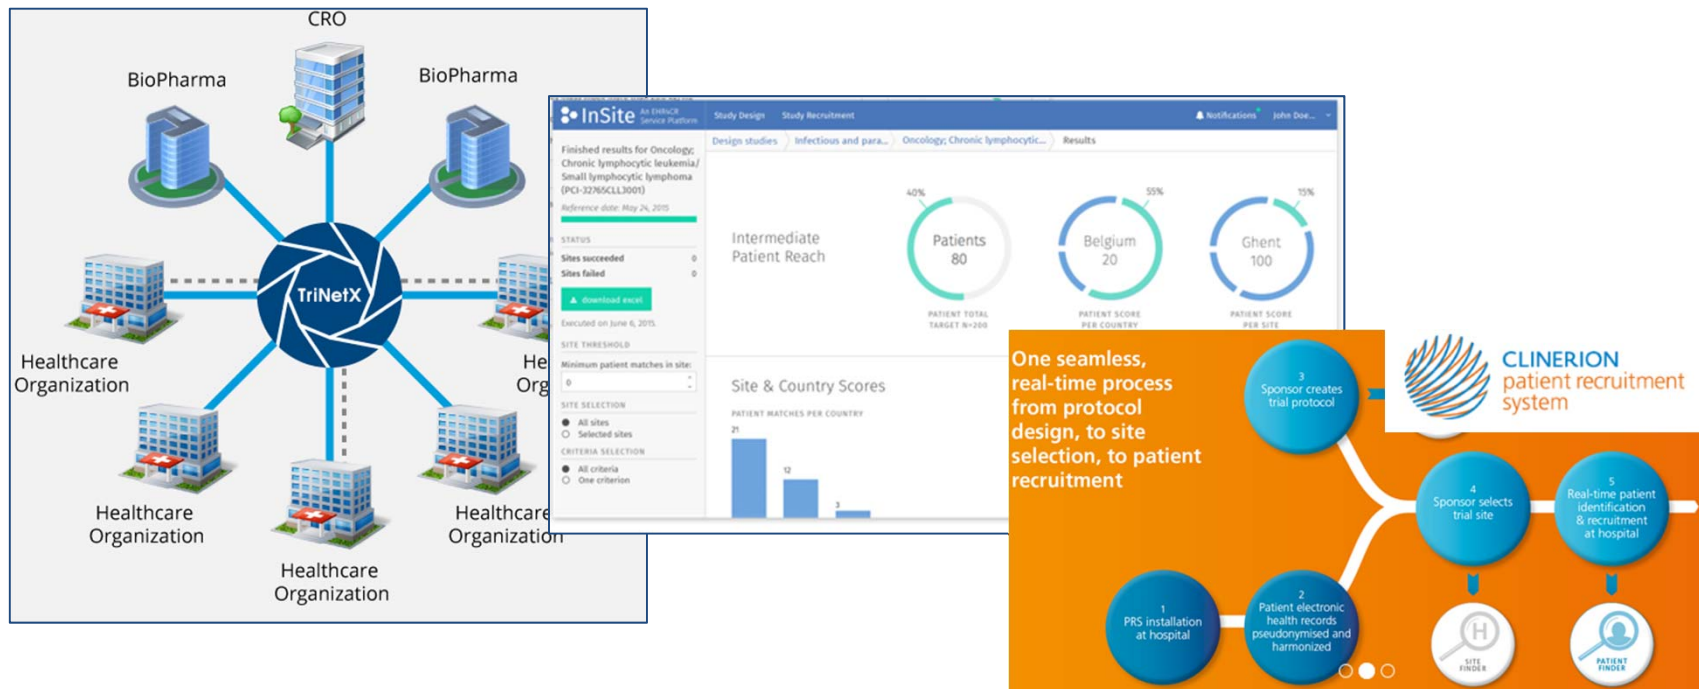 CRO
BioPharma
BioPharma
TriNetX
Healthcare
Organization
He
Org
Healthcare
Organization
Healthcare
Organization
Healthcare
Organization
InSite
An EHR4CR
Service Platform
Study Design
Study Recruitment
Notifications
John Doe...
Design studies
Infectious and para...
Oncology; Chronic lymphocytic...
Results
Finished results for Oncology;
Chronic lymphocytic leukemia/
Small lymphocytic lymphoma
(PCI-32765CLL3001)
Reference date: May 24, 2015
STATUS
Sites succeeded 0
Sites failed 0
download excel
Executed on June 6, 2015.
SITE THRESHOLD
Minimum patient matches in site:
0
SITE SELECTION
All sites
Selected sites
CRITERIA SELECTION
All criteria
One criterion
Intermediate
Patient Reach
40%
Patients
80
PATIENT TOTAL
TARGET N=200
55%
Belgium
20
PATIENT SCORE
PER COUNTRY
15%
Ghent
100
PATIENT SCORE
PER SITE
Site & Country Scores
PATIENT MATCHES PER COUNTRY
21
12
3
One seamless,
real-time process
from protocol
design, to site
selection, to patient
recruitment
CLINERION
patient recruitment
system
3
Sponsor creates
trial protocol
4
Sponsor selects
trial site
5
Real-time patient
identification
& recruitment
at hospital
1
PRS installation
at hospital
2
Patient electronic
health records
pseudonymised and
harmonized
H
SITE
FINDER
PATIENT
FINDER